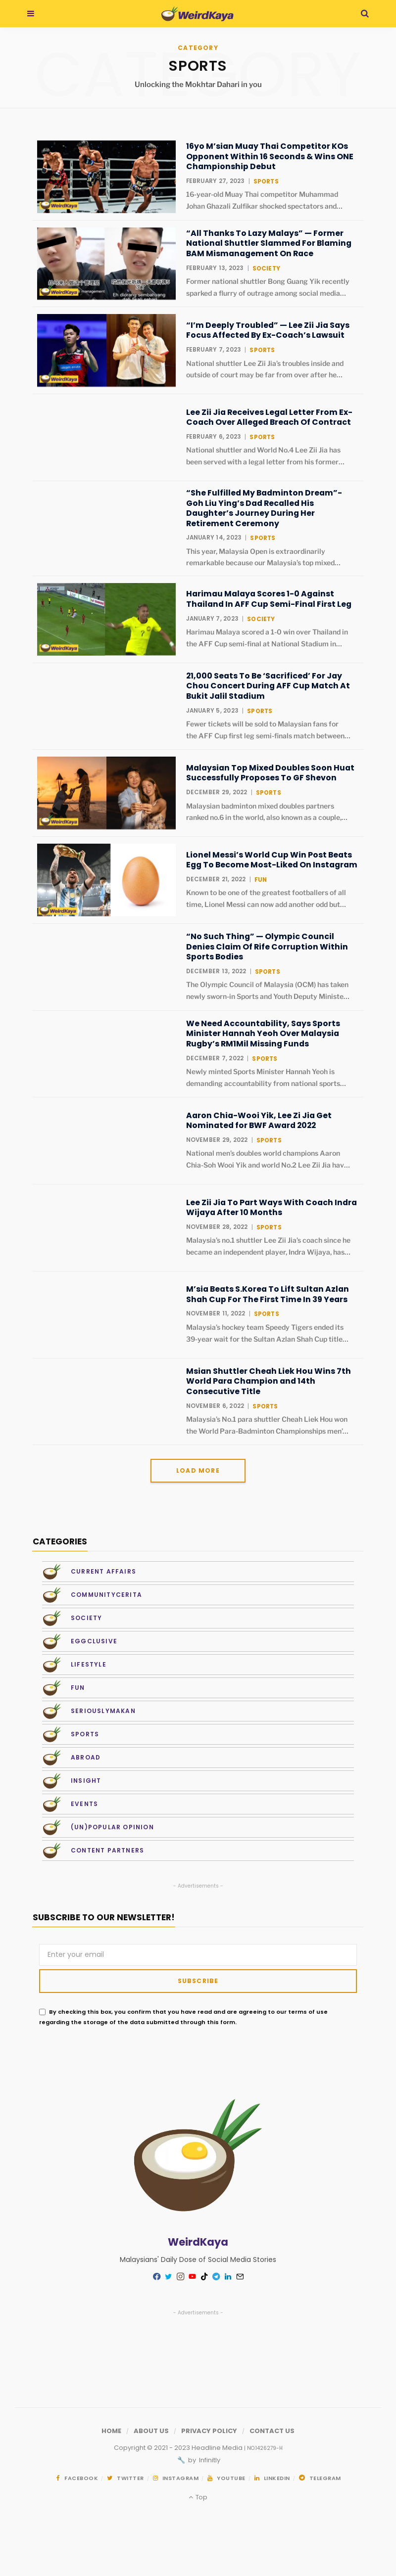 WeirdKaya
CATEGORY
CATEGORY
SPORTS
Unlocking the Mokhtar Dahari in you
16yo M’sian Muay Thai Competitor KOs
Opponent Within 16 Seconds & Wins ONE
Championship Debut
FEBRUARY 27, 2023 | SPORTS
16-year-old Muay Thai competitor Muhammad
Johan Ghazali Zulfikar shocked spectators and...
WeirdKaya
“All Thanks To Lazy Malays” — Former
National Shuttler Slammed For Blaming
BAM Mismanagement On Race
FEBRUARY 13, 2023 | SOCIETY
Former national shuttler Bong Guang Yik recently
sparked a flurry of outrage among social media...
WeirdKaya
“I’m Deeply Troubled” — Lee Zii Jia Says
Focus Affected By Ex-Coach’s Lawsuit
FEBRUARY 7, 2023 | SPORTS
National shuttler Lee Zii Jia’s troubles inside and
outside of court may be far from over after he...
WeirdKaya
Lee Zii Jia Receives Legal Letter From Ex-
Coach Over Alleged Breach Of Contract
FEBRUARY 6, 2023 | SPORTS
National shuttler and World No.4 Lee Zii Jia has
been served with a legal letter from his former...
“She Fulfilled My Badminton Dream”-
Goh Liu Ying’s Dad Recalled His
Daughter’s Journey During Her
Retirement Ceremony
JANUARY 14, 2023 | SPORTS
This year, Malaysia Open is extraordinarily
remarkable because our Malaysia’s top mixed...
Harimau Malaya Scores 1-0 Against
Thailand In AFF Cup Semi-Final First Leg
JANUARY 7, 2023 | SOCIETY
Harimau Malaya scored a 1-0 win over Thailand in
the AFF Cup semi-final at National Stadium in...
WeirdKaya
21,000 Seats To Be ‘Sacrificed’ For Jay
Chou Concert During AFF Cup Match At
Bukit Jalil Stadium
JANUARY 5, 2023 | SPORTS
Fewer tickets will be sold to Malaysian fans for
the AFF Cup first leg semi-finals match between...
Malaysian Top Mixed Doubles Soon Huat
Successfully Proposes To GF Shevon
DECEMBER 29, 2022 | SPORTS
Malaysian badminton mixed doubles partners
ranked no.6 in the world, also known as a couple,...
WeirdKaya
Lionel Messi’s World Cup Win Post Beats
Egg To Become Most-Liked On Instagram
DECEMBER 21, 2022 | FUN
Known to be one of the greatest footballers of all
time, Lionel Messi can now add another odd but...
WeirdKaya
“No Such Thing” — Olympic Council
Denies Claim Of Rife Corruption Within
Sports Bodies
DECEMBER 13, 2022 | SPORTS
The Olympic Council of Malaysia (OCM) has taken
newly sworn-in Sports and Youth Deputy Ministe...
We Need Accountability, Says Sports
Minister Hannah Yeoh Over Malaysia
Rugby’s RM1Mil Missing Funds
DECEMBER 7, 2022 | SPORTS
Newly minted Sports Minister Hannah Yeoh is
demanding accountability from national sports...
Aaron Chia-Wooi Yik, Lee Zi Jia Get
Nominated for BWF Award 2022
NOVEMBER 29, 2022 | SPORTS
National men’s doubles world champions Aaron
Chia-Soh Wooi Yik and world No.2 Lee Zii Jia hav...
Lee Zii Jia To Part Ways With Coach Indra
Wijaya After 10 Months
NOVEMBER 28, 2022 | SPORTS
Malaysia’s no.1 shuttler Lee Zii Jia’s coach since he
became an independent player, Indra Wijaya, has...
M’sia Beats S.Korea To Lift Sultan Azlan
Shah Cup For The First Time In 39 Years
NOVEMBER 11, 2022 | SPORTS
Malaysia’s hockey team Speedy Tigers ended its
39-year wait for the Sultan Azlan Shah Cup title...
Msian Shuttler Cheah Liek Hou Wins 7th
World Para Champion and 14th
Consecutive Title
NOVEMBER 6, 2022 | SPORTS
Malaysia’s No.1 para shuttler Cheah Liek Hou won
the World Para-Badminton Championships men’...
LOAD MORE
CATEGORIES
CURRENT AFFAIRS
COMMUNITYCERITA
SOCIETY
EGGCLUSIVE
LIFESTYLE
FUN
SERIOUSLYMAKAN
SPORTS
ABROAD
INSIGHT
EVENTS
(UN)POPULAR OPINION
CONTENT PARTNERS
- Advertisements -
SUBSCRIBE TO OUR NEWSLETTER!
Enter your email
SUBSCRIBE
By checking this box, you confirm that you have read and are agreeing to our terms of use
regarding the storage of the data submitted through this form.
WeirdKaya
Malaysians' Daily Dose of Social Media Stories
- Advertisements -
HOME / ABOUT US / PRIVACY POLICY / CONTACT US
Copyright © 2021 - 2023 Headline Media
by Infinitly
FACEBOOK TWITTER INSTAGRAM YOUTUBE LINKEDIN TELEGRAM
Top